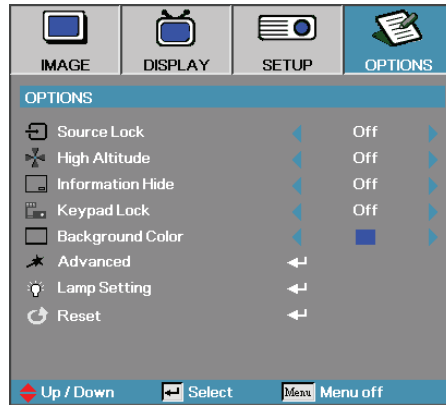 IMAGE DISPLAY SETUP OPTIONS
OPTIONS
Source Lock Off
High Altitude Off
Information Hide Off
Keypad Lock Off
Background Color
Advanced
Lamp Setting
Reset
Up / Down Select Menu Menu off